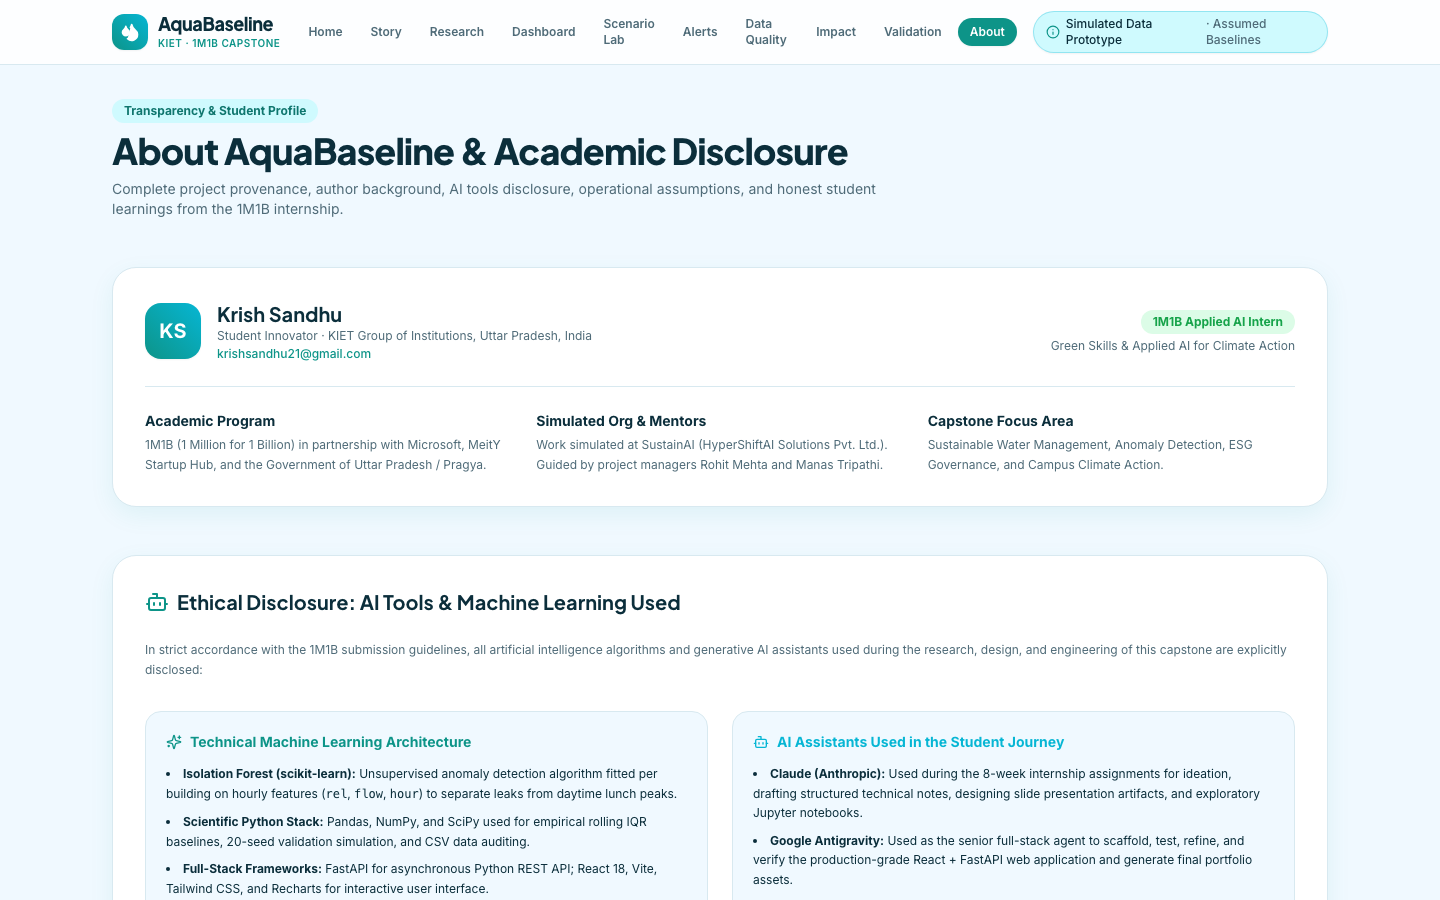 AquaBaseline
KIET · 1M1B CAPSTONE
Home
Story
Research
Dashboard
Scenario
Lab
Alerts
Data
Quality
Impact
Validation
About
Simulated Data
Prototype
· Assumed
Baselines
Transparency & Student Profile
About AquaBaseline & Academic Disclosure
Complete project provenance, author background, AI tools disclosure, operational assumptions, and honest student
learnings from the 1M1B internship.
KS
Krish Sandhu
Student Innovator · KIET Group of Institutions, Uttar Pradesh, India
krishsandhu21@gmail.com
1M1B Applied AI Intern
Green Skills & Applied AI for Climate Action
Academic Program
1M1B (1 Million for 1 Billion) in partnership with Microsoft, MeitY
Startup Hub, and the Government of Uttar Pradesh / Pragya.
Simulated Org & Mentors
Work simulated at SustainAI (HyperShiftAI Solutions Pvt. Ltd.).
Guided by project managers Rohit Mehta and Manas Tripathi.
Capstone Focus Area
Sustainable Water Management, Anomaly Detection, ESG
Governance, and Campus Climate Action.
Ethical Disclosure: AI Tools & Machine Learning Used
In strict accordance with the 1M1B submission guidelines, all artificial intelligence algorithms and generative AI assistants used during the research, design, and engineering of this capstone are explicitly
disclosed:
Technical Machine Learning Architecture
• Isolation Forest (scikit-learn): Unsupervised anomaly detection algorithm fitted per
building on hourly features (rel, flow, hour) to separate leaks from daytime lunch peaks.
• Scientific Python Stack: Pandas, NumPy, and SciPy used for empirical rolling IQR
baselines, 20-seed validation simulation, and CSV data auditing.
• Full-Stack Frameworks: FastAPI for asynchronous Python REST API; React 18, Vite,
Tailwind CSS, and Recharts for interactive user interface.
AI Assistants Used in the Student Journey
• Claude (Anthropic): Used during the 8-week internship assignments for ideation,
drafting structured technical notes, designing slide presentation artifacts, and exploratory
Jupyter notebooks.
• Google Antigravity: Used as the senior full-stack agent to scaffold, test, refine, and
verify the production-grade React + FastAPI web application and generate final portfolio
assets.